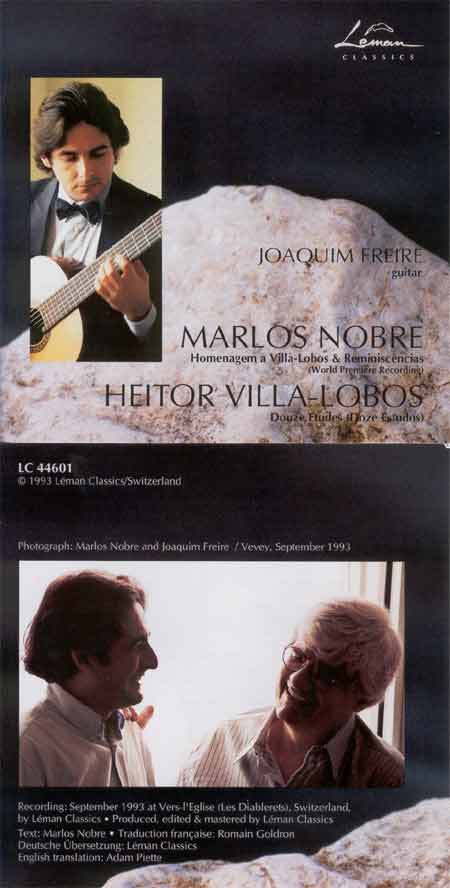 Léman
CLASSICS
JOAQUIM FREIRE
guitar
MARLOS NOBRE
Homenagem a Villa-Lobos & Reminiscências
(World Première Recording)
HEITOR VILLA-LOBOS
Douze Etudes (Doze Estudos)
LC 44601
© 1993 Léman Classics/Switzerland
Photograph: Marlos Nobre and Joaquim Freire / Vevey, September 1993
Recording: September 1993 at Vers-l'Eglise (Les Diablerets), Switzerland,
by Léman Classics • Produced, edited & mastered by Léman Classics
Text: Marlos Nobre • Traduction française: Romain Goldron
Deutsche Übersetzung: Léman Classics
English translation: Adam Piette